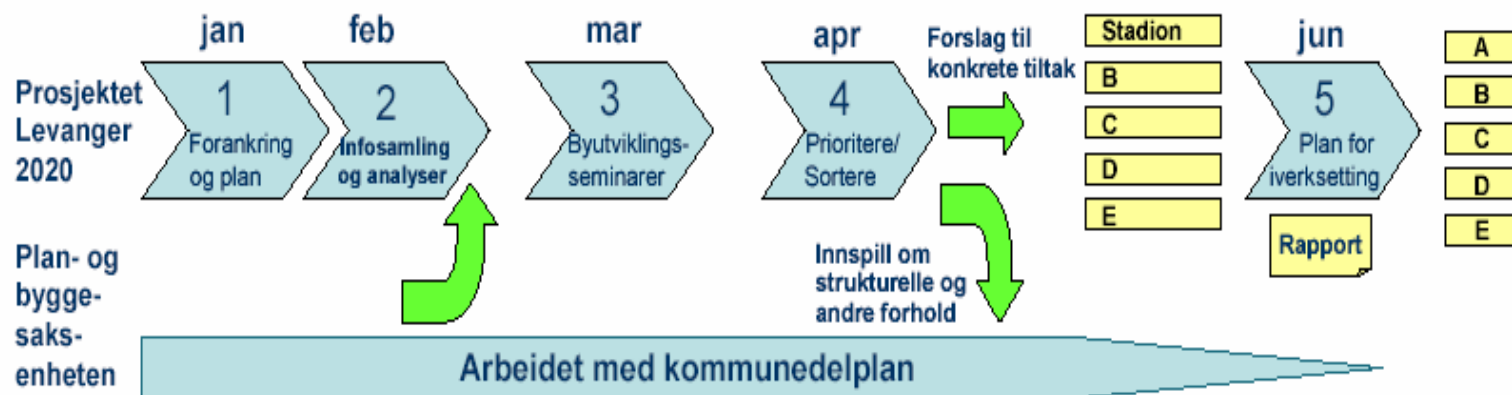 jan
feb
mar
apr
jun
Prosjektet
Levanger
2020
1
Forankring
og plan
2
Infosamling
og analyser
3
Byutviklings-
seminarer
4
Prioritere/
Sortere
Forslag til
konkrete tiltak
Stadion
B
C
D
E
5
Plan for
iverksetting
Rapport
A
B
C
D
E
Innspill om
strukturelle og
andre forhold
Plan- og
bygge-
saks-
enheten
Arbeidet med kommunedelplan